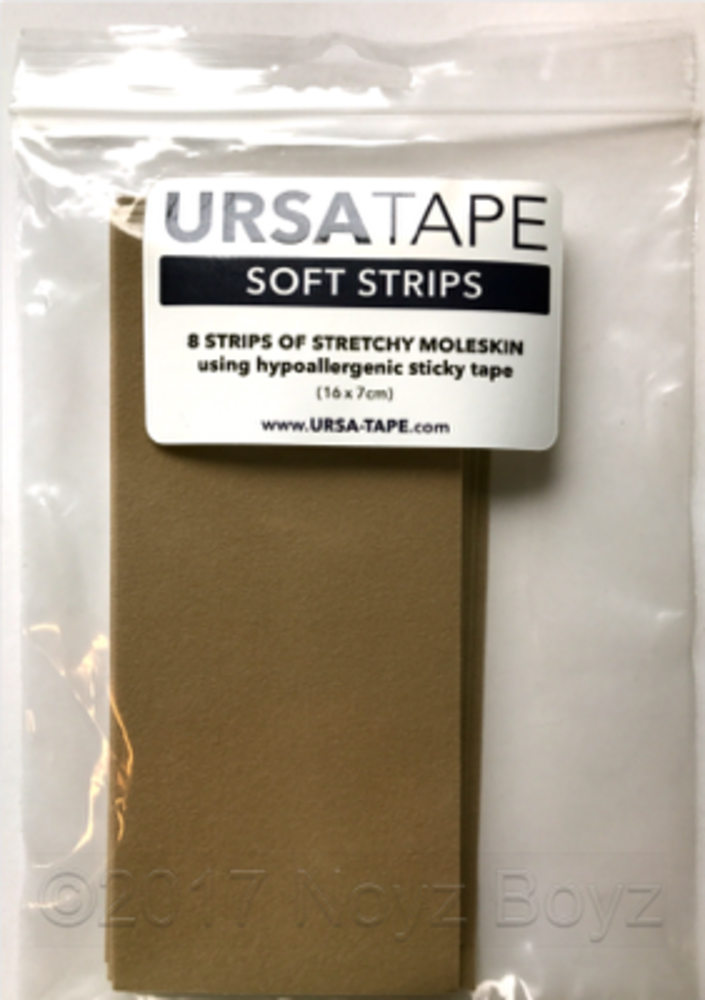 URSATAPE
SOFT STRIPS
8 STRIPS OF STRETCHY MOLESKIN
using hypoallergenic sticky tape
(16 x 7cm)
www.URSA-TAPE.com
©2017 Noyz Boyz